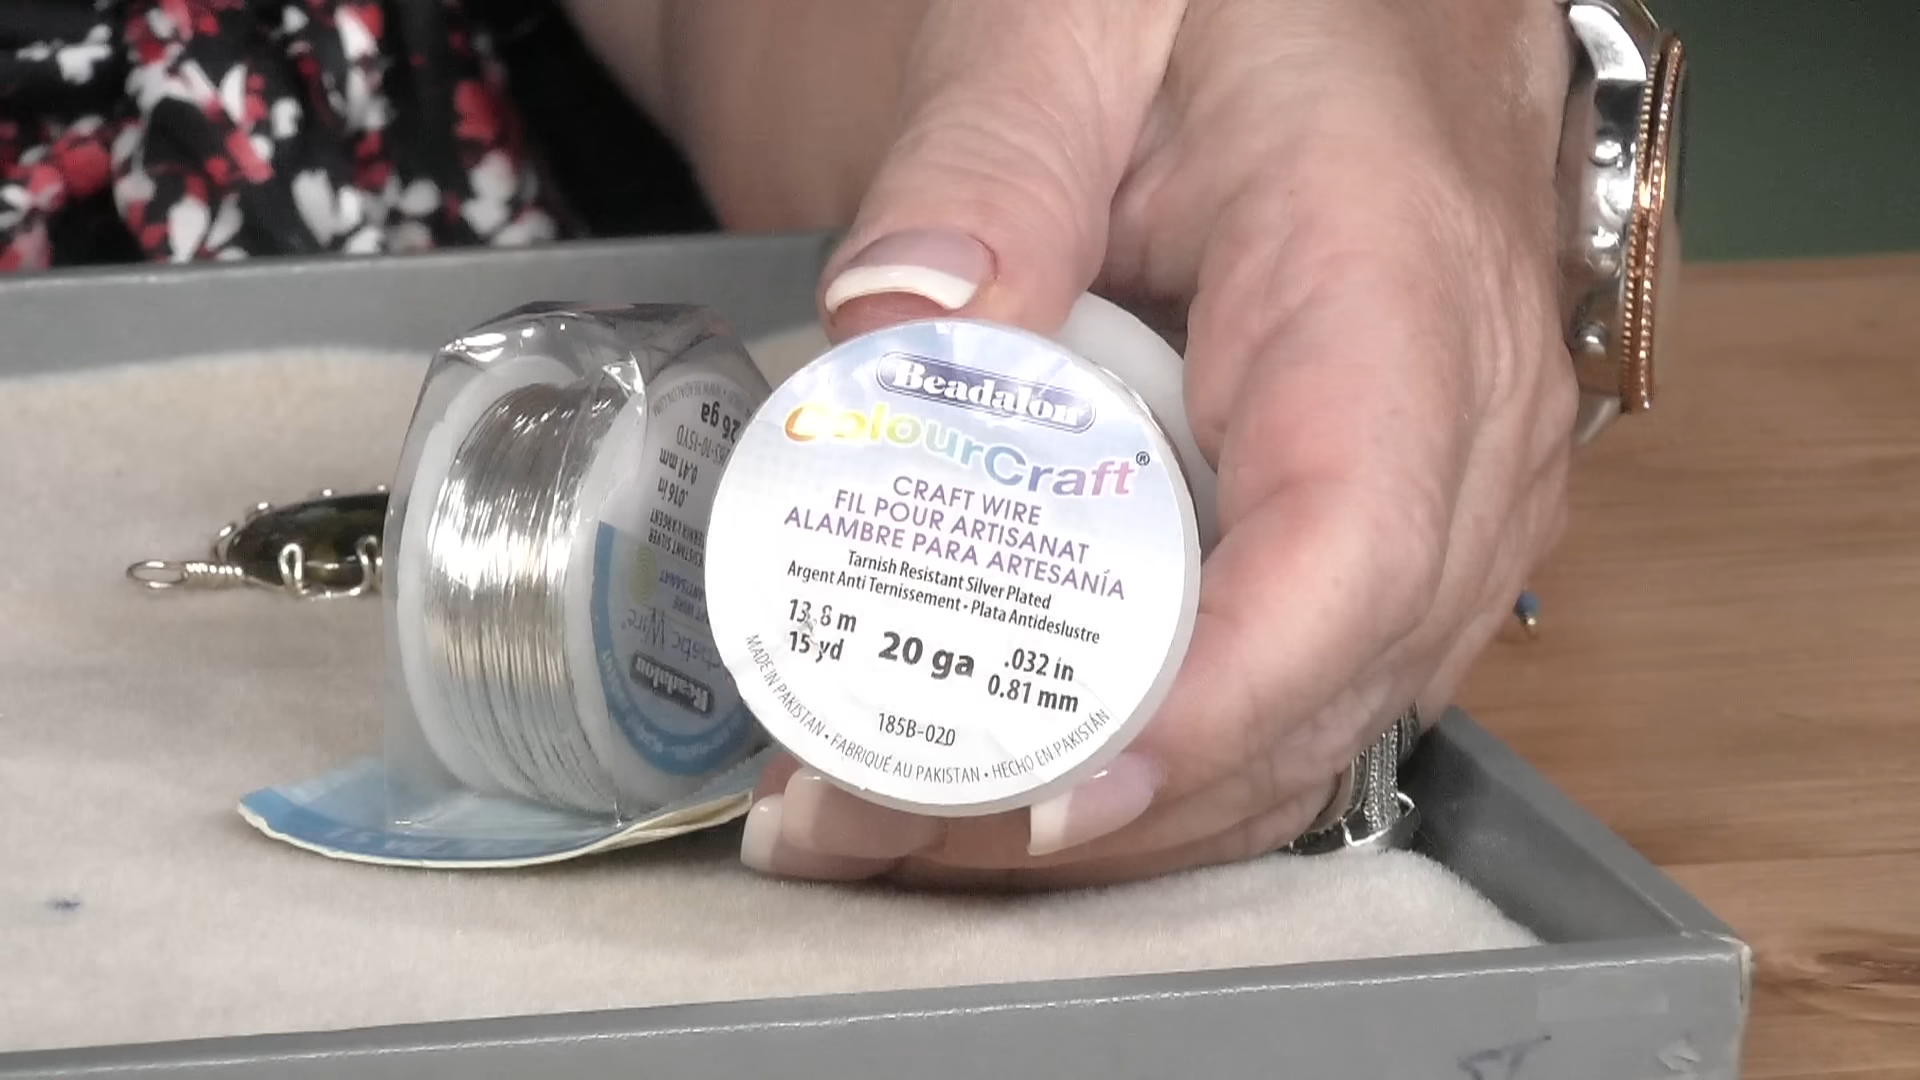 Beadalon
ColourCraft®
CRAFT WIRE
FIL POUR ARTISANAT
ALAMBRE PARA ARTESANÍA
Tarnish Resistant Silver Plated
Argent Anti Ternissement • Plata Antideslustre
13.8 m
15 yd
20 ga
.032 in
0.81 mm
185B-020
MADE IN PAKISTAN • FABRIQUÉ AU PAKISTAN • HECHO EN PAKISTÁN
Beadalon
Wire
.016 in
0.41 mm
26 ga